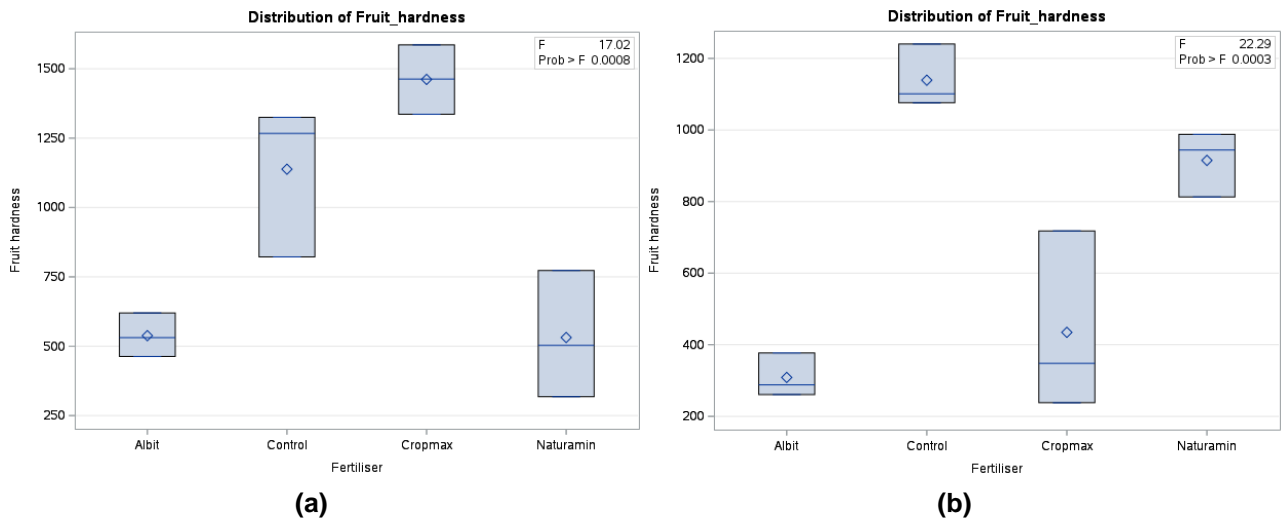 Distribution of Fruit_hardness
F 17.02
Prob > F 0.0008
1500
1250
1000
750
500
250
Fruit hardness
Albit Control Cropmax Naturamin
Fertiliser
(a)
Distribution of Fruit_hardness
F 22.29
Prob > F 0.0003
1200
1000
800
600
400
200
Fruit hardness
Albit Control Cropmax Naturamin
Fertiliser
(b)